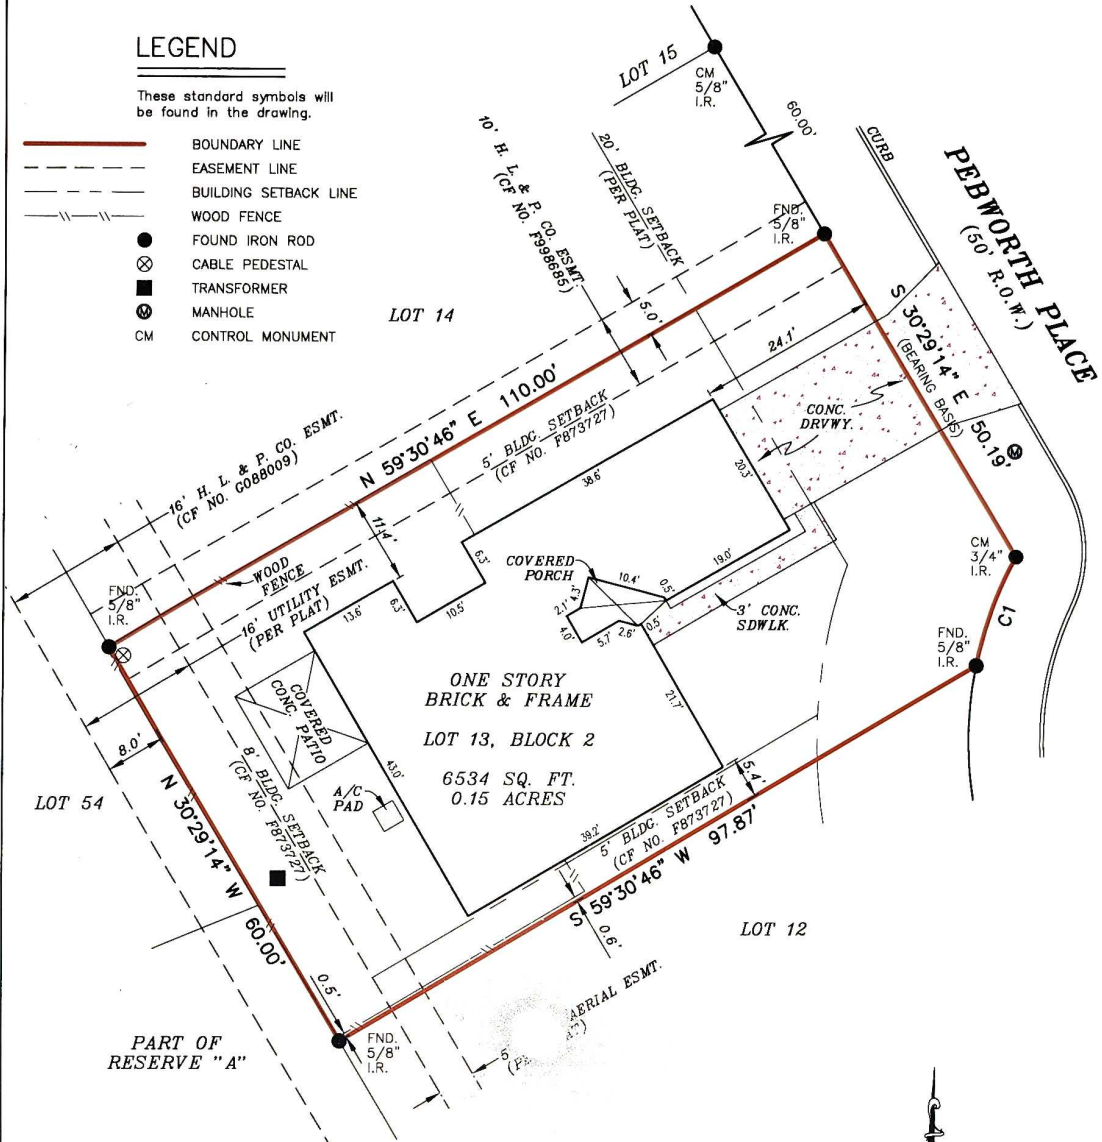 LEGEND
These standard symbols will
be found in the drawing.
BOUNDARY LINE
EASEMENT LINE
BUILDING SETBACK LINE
WOOD FENCE
FOUND IRON ROD
CABLE PEDESTAL
TRANSFORMER
M MANHOLE
CM CONTROL MONUMENT
LOT 15
CM
5/8"
I.R.
60.00'
CURB
PEBWORTH PLACE
(50' R.O.W.)
10' H. L. & P. CO. ESMT.
(CF NO. F998685)
20' BLDG. SETBACK
(PER PLAT)
FND.
5/8"
I.R.
LOT 14
5.0'
24.1'
S 30°29'14" E 50.19'
(BEARING BASIS)
N 59°30'46" E 110.00'
5' BLDG. SETBACK
(CF NO. F873727)
CONC.
DRVWY.
M
16' H. L. & P. CO. ESMT.
(CF NO. G088009)
38.6'
20.3'
11.4'
6.3'
WOOD
FENCE
COVERED
PORCH
19.0'
CM
3/4"
I.R.
FND.
5/8"
I.R.
16' UTILITY ESMT.
(PER PLAT)
13.6'
6.3'
10.5'
10.4'
0.5'
4.3'
2.1'
4.0'
5.7'
2.6'
0.5'
3' CONC.
SDWLK.
C1
FND.
5/8"
I.R.
COVERED
CONC. PATIO
ONE STORY
BRICK & FRAME
LOT 13, BLOCK 2
6534 SQ. FT.
0.15 ACRES
21.7'
8.0'
43.0'
A/C
PAD
LOT 54
N 30°29'14" W 60.00'
8' BLDG. SETBACK
(CF NO. F873727)
39.2'
5.4'
5' BLDG. SETBACK
(CF NO. F873727)
S 59°30'46" W 97.87'
LOT 12
0.6'
0.5'
AERIAL ESMT.
5'
PART OF
RESERVE "A"
FND.
5/8"
I.R.